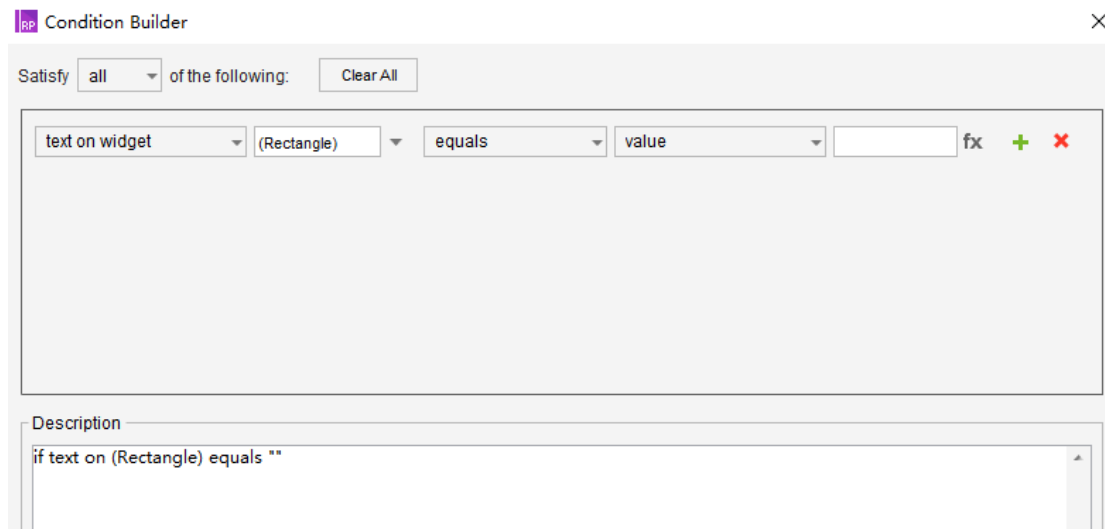 RP Condition Builder
Satisfy all of the following: Clear All
text on widget (Rectangle) equals value fx
Description
if text on (Rectangle) equals ""